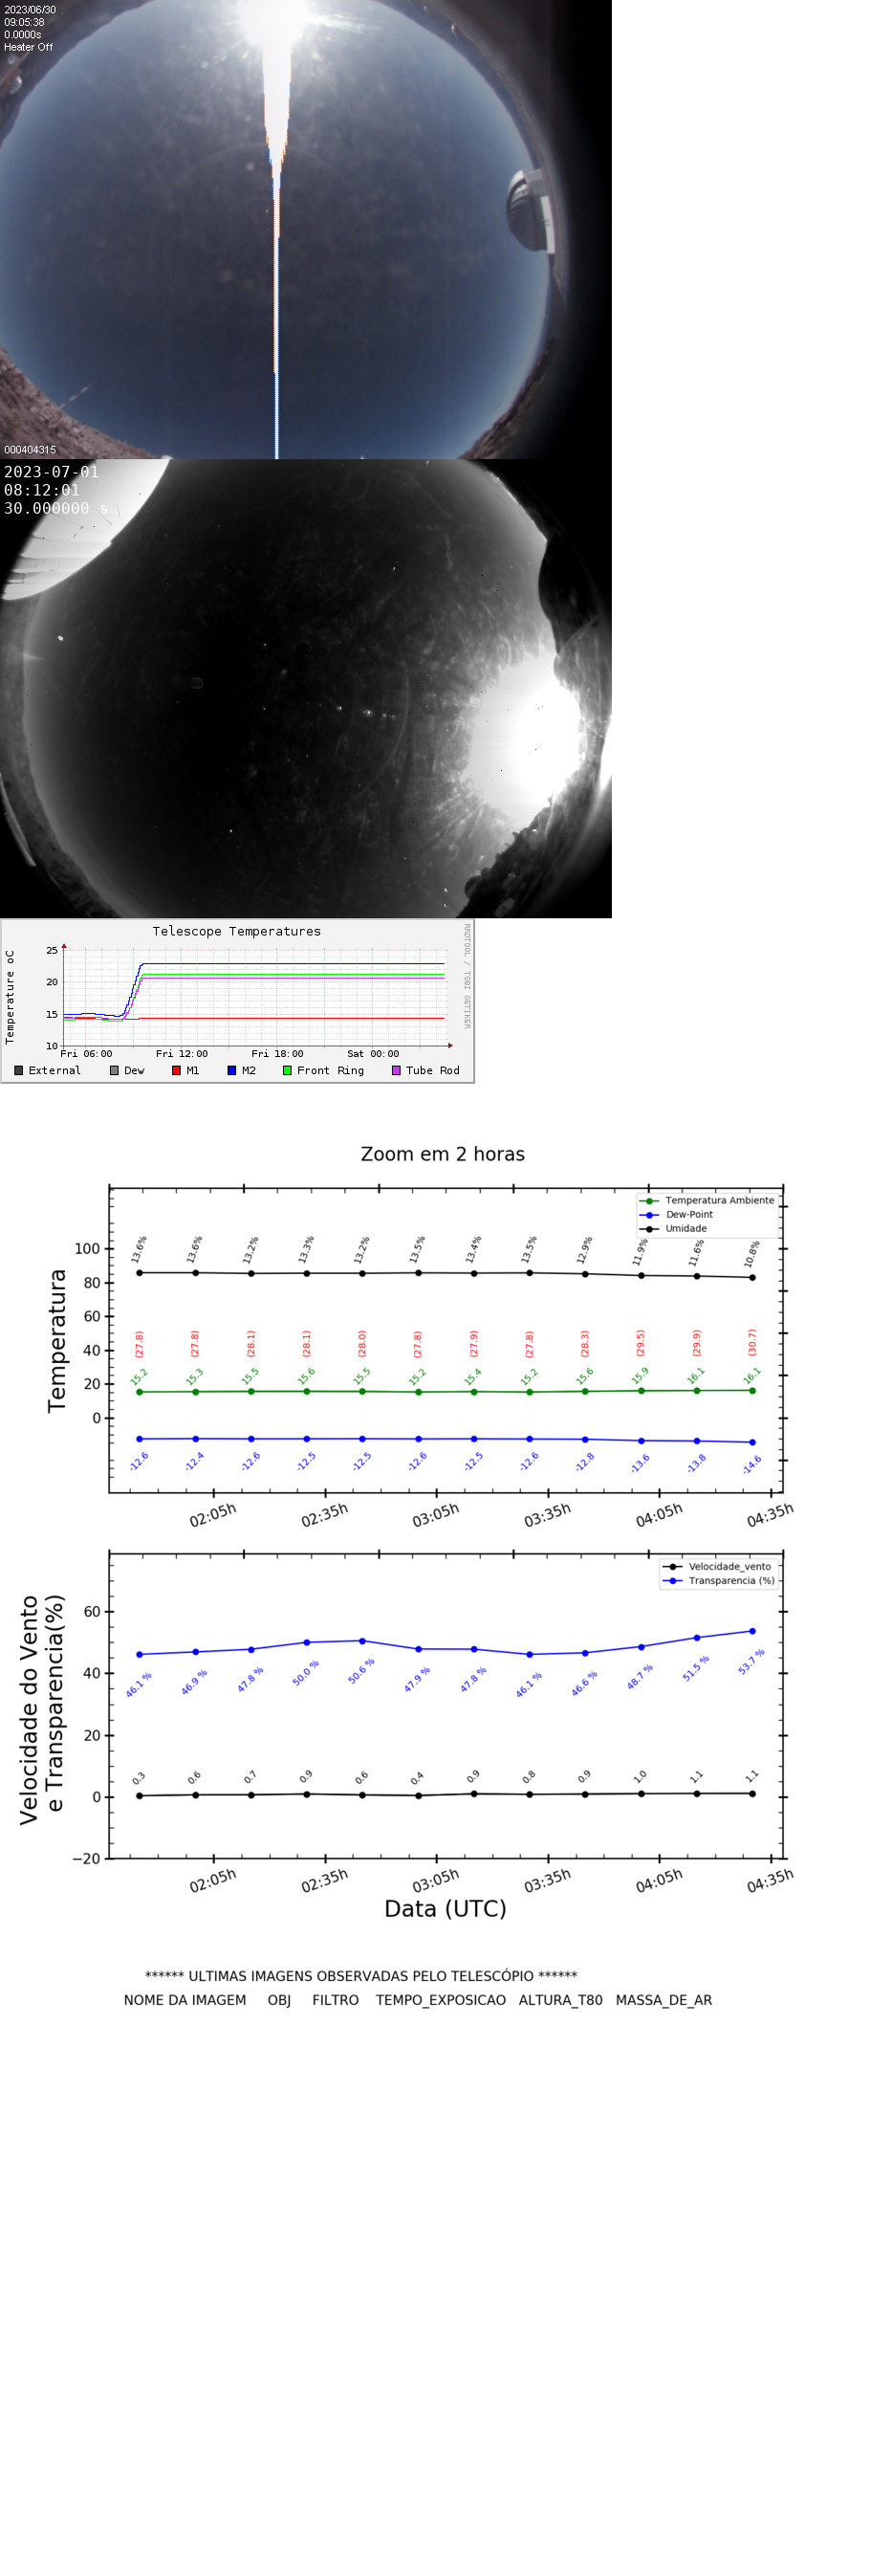 2023/06/30
09:05:38
0.0000s
Heater Off
000404315
2023-07-01
08:12:01
30.000000 s
Telescope Temperatures
RRDTOOL / TOBI OETIKER
Temperature oC
25
20
15
10
Fri 06:00 Fri 12:00 Fri 18:00 Sat 00:00
External Dew M1 M2 Front Ring Tube Rod
Zoom em 2 horas
Temperatura Ambiente
Dew-Point
Umidade
Temperatura
100
80
60
40
20
0
13.6% 13.6% 13.2% 13.3% 13.2% 13.5% 13.4% 13.5% 12.9% 11.9% 11.6% 10.8%
(27.8) (27.8) (28.1) (28.1) (28.0) (27.8) (27.9) (27.8) (28.3) (29.5) (29.9) (30.7)
15.2 15.3 15.5 15.6 15.5 15.2 15.4 15.2 15.6 15.9 16.1 16.1
-12.6 -12.4 -12.6 -12.5 -12.5 -12.6 -12.5 -12.6 -12.8 -13.6 -13.8 -14.6
02:05h 02:35h 03:05h 03:35h 04:05h 04:35h
Velocidade_vento
Transparencia (%)
Velocidade do Vento
e Transparencia(%)
60
40
20
0
−20
46.1 % 46.9 % 47.8 % 50.0 % 50.6 % 47.9 % 47.8 % 46.1 % 46.6 % 48.7 % 51.5 % 53.7 %
0.3 0.6 0.7 0.9 0.6 0.4 0.9 0.8 0.9 1.0 1.1 1.1
02:05h 02:35h 03:05h 03:35h 04:05h 04:35h
Data (UTC)
****** ULTIMAS IMAGENS OBSERVADAS PELO TELESCÓPIO ******
NOME DA IMAGEM OBJ FILTRO TEMPO_EXPOSICAO ALTURA_T80 MASSA_DE_AR